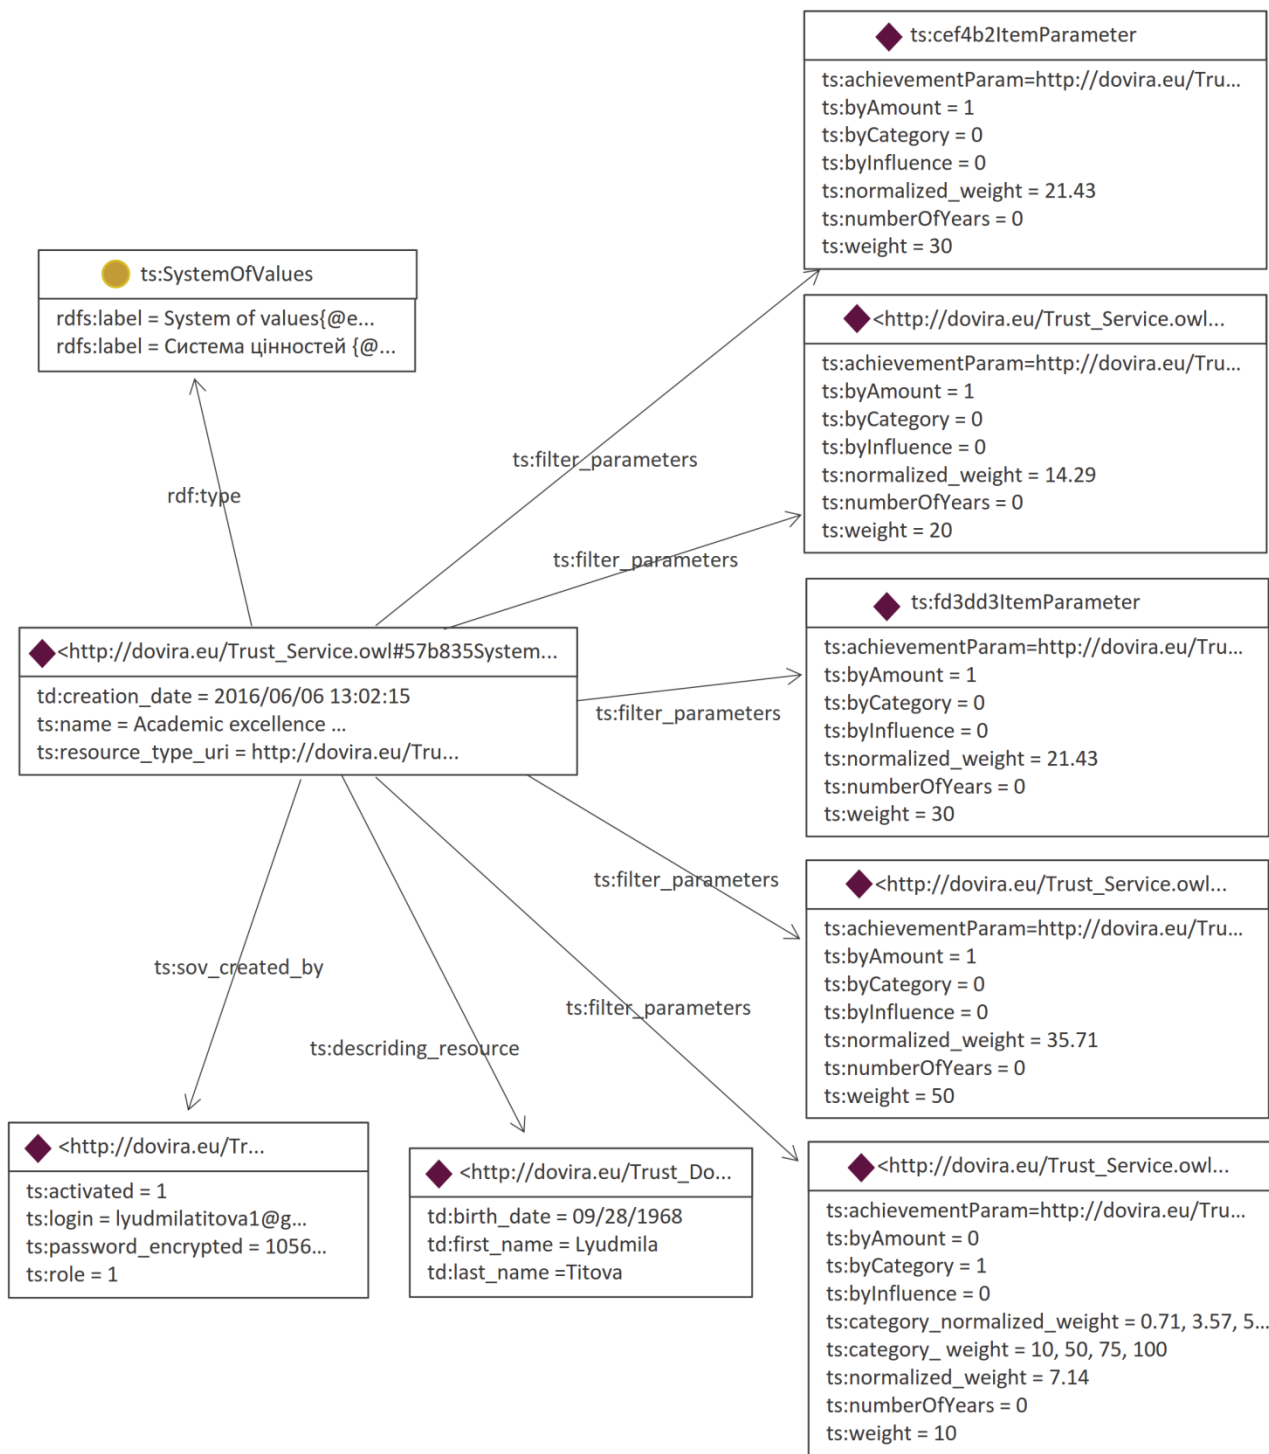 ts:cef4b2ItemParameter
ts:achievementParam=http://dovira.eu/Tru...
ts:byAmount = 1
ts:byCategory = 0
ts:byInfluence = 0
ts:normalized_weight = 21.43
ts:numberOfYears = 0
ts:weight = 30
ts:SystemOfValues
rdfs:label = System of values{@e...
rdfs:label = Система цінностей {@...
<http://dovira.eu/Trust_Service.owl...
ts:achievementParam=http://dovira.eu/Tru...
ts:byAmount = 1
ts:byCategory = 0
ts:byInfluence = 0
ts:normalized_weight = 14.29
ts:numberOfYears = 0
ts:weight = 20
ts:filter_parameters
rdf:type
ts:filter_parameters
ts:fd3dd3ItemParameter
ts:achievementParam=http://dovira.eu/Tru...
ts:byAmount = 1
ts:byCategory = 0
ts:byInfluence = 0
ts:normalized_weight = 21.43
ts:numberOfYears = 0
ts:weight = 30
<http://dovira.eu/Trust_Service.owl#57b835System...
td:creation_date = 2016/06/06 13:02:15
ts:name = Academic excellence ...
ts:resource_type_uri = http://dovira.eu/Tru...
ts:filter_parameters
ts:filter_parameters
<http://dovira.eu/Trust_Service.owl...
ts:achievementParam=http://dovira.eu/Tru...
ts:byAmount = 1
ts:byCategory = 0
ts:byInfluence = 0
ts:normalized_weight = 35.71
ts:numberOfYears = 0
ts:weight = 50
ts:sov_created_by
ts:filter_parameters
ts:descriding_resource
<http://dovira.eu/Tr...
ts:activated = 1
ts:login = lyudmilatitova1@g...
ts:password_encrypted = 1056...
ts:role = 1
<http://dovira.eu/Trust_Do...
td:birth_date = 09/28/1968
td:first_name = Lyudmila
td:last_name =Titova
<http://dovira.eu/Trust_Service.owl...
ts:achievementParam=http://dovira.eu/Tru...
ts:byAmount = 0
ts:byCategory = 1
ts:byInfluence = 0
ts:category_normalized_weight = 0.71, 3.57, 5...
ts:category_ weight = 10, 50, 75, 100
ts:normalized_weight = 7.14
ts:numberOfYears = 0
ts:weight = 10